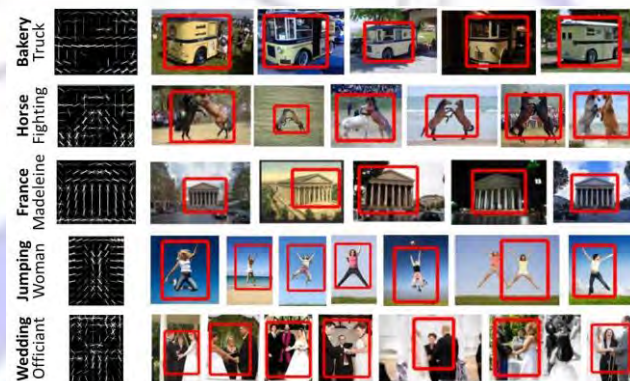 Bakery
Truck
Horse
Fighting
France
Madeleine
Jumping
Woman
Wedding
Officiant